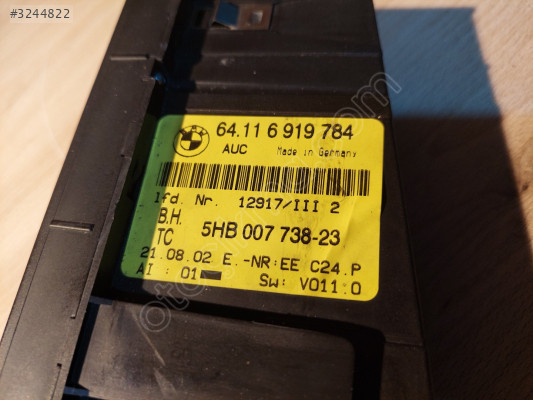 #3244822
64.11 6 919 784
AUC Made in Germany
lfd. Nr. 12917/III 2
B.H.
TC 5HB 007 738-23
21.08.02 E.-NR:EE C24.P
AI : 01 SW: V011.0